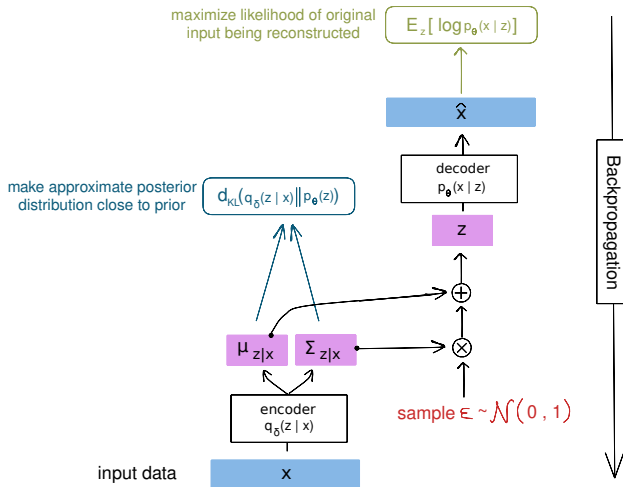 maximize likelihood of original
input being reconstructed
E_z[ log p_θ(x | z) ]
x̂
decoder
p_θ(x | z)
make approximate posterior
distribution close to prior
d_KL(q_δ(z | x) ‖ p_θ(z))
z
Backpropagation
+
μ_z|x
Σ_z|x
×
sample ε ~ N(0 , 1)
encoder
q_δ(z | x)
input data
x